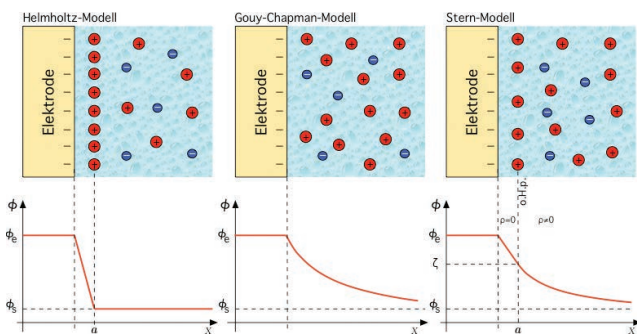 Helmholtz-Modell
Gouy-Chapman-Modell
Stern-Modell
Elektrode
Elektrode
Elektrode
o.H.p.
ϕ
ϕe
ϕs
a
x
ϕ
ϕe
ϕs
x
ϕ
ϕe
ζ
ϕs
ρ=0
ρ≠0
a
x